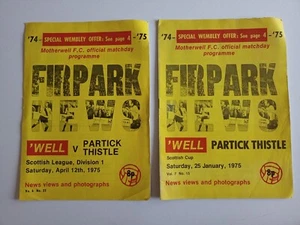 '74– SPECIAL WEMBLEY OFFER: See page 4 –'75
Motherwell F.C. official matchday
programme
FIRPARK
NEWS
'WELL V PARTICK
THISTLE
Scottish League, Division 1
Saturday, April 12th, 1975
8p
News views and photographs
'74– SPECIAL WEMBLEY OFFER: See page 4 –'75
Motherwell F.C. official matchday
programme
FIRPARK
NEWS
'WELL PARTICK THISTLE
Scottish Cup
Saturday, 25 January, 1975
8p
News views and photographs